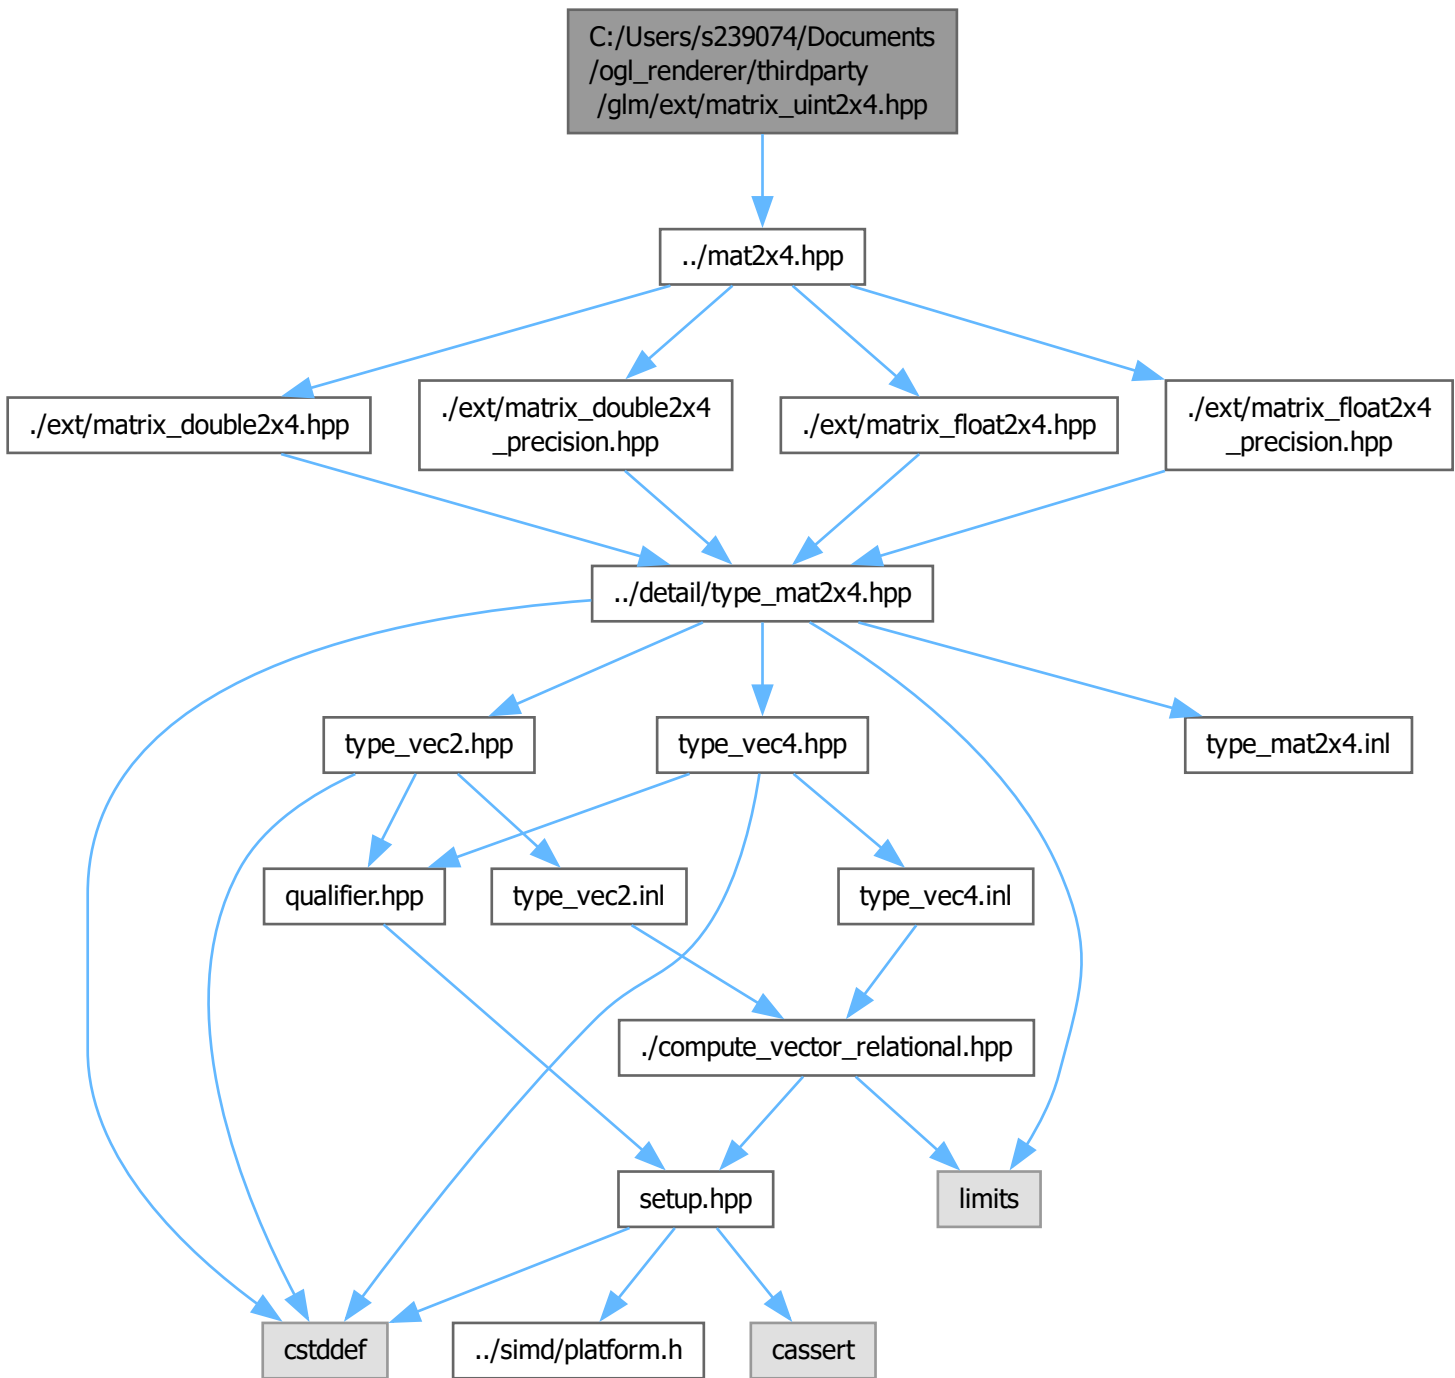 C:/Users/s239074/Documents
/ogl_renderer/thirdparty
/glm/ext/matrix_uint2x4.hpp
../mat2x4.hpp
./ext/matrix_double2x4.hpp
./ext/matrix_double2x4
_precision.hpp
./ext/matrix_float2x4.hpp
./ext/matrix_float2x4
_precision.hpp
../detail/type_mat2x4.hpp
type_vec2.hpp
type_vec4.hpp
type_mat2x4.inl
qualifier.hpp
type_vec2.inl
type_vec4.inl
./compute_vector_relational.hpp
setup.hpp
limits
cstddef
../simd/platform.h
cassert